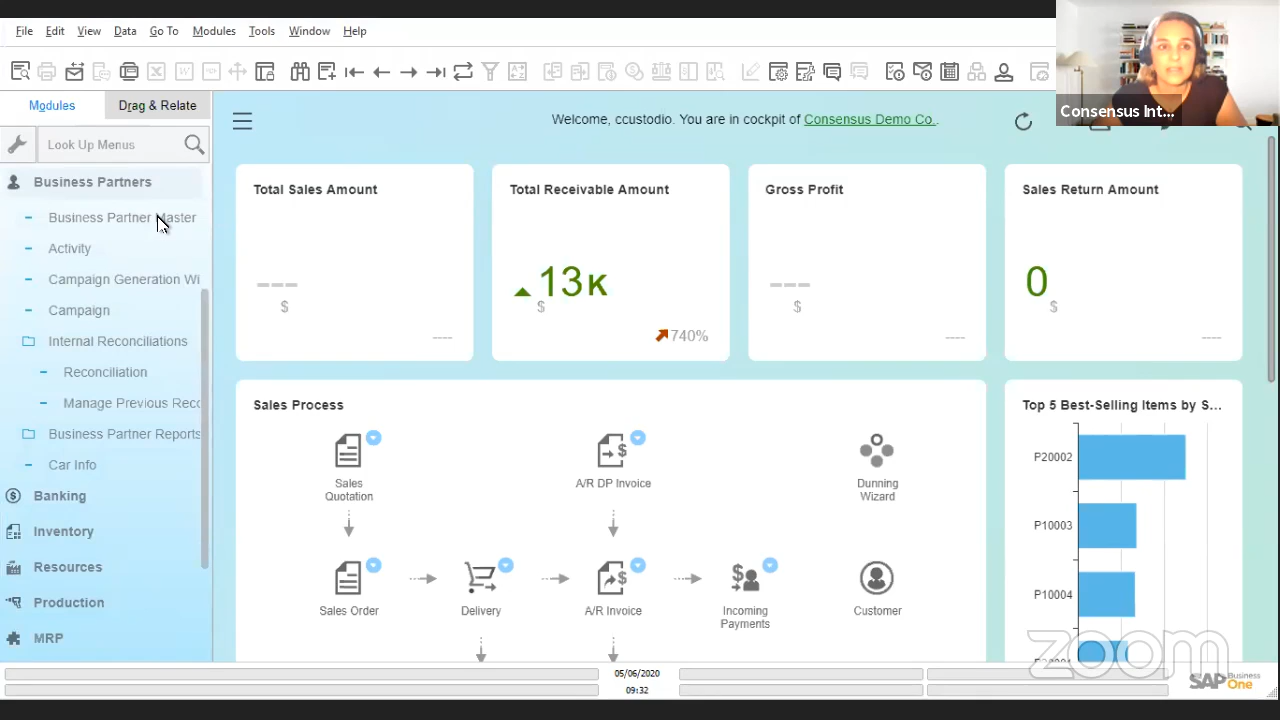 File Edit View Data Go To Modules Tools Window Help
Consensus Int...
Modules Drag & Relate
Look Up Menus
Welcome, ccustodio. You are in cockpit of Consensus Demo Co..
Business Partners
Business Partner Master
Activity
Campaign Generation Wi
Campaign
Internal Reconciliations
Reconciliation
Manage Previous Recc
Business Partner Reports
Car Info
Banking
Inventory
Resources
Production
MRP
Total Sales Amount
---
$
----
Total Receivable Amount
13K
$
740%
Gross Profit
---
$
----
Sales Return Amount
0
$
----
Sales Process
Sales
Quotation
A/R DP Invoice
Dunning
Wizard
Sales Order
Delivery
A/R Invoice
Incoming
Payments
Customer
Top 5 Best-Selling Items by S...
P20002
P10003
P10004
zoom
05/06/2020
09:32
SAP Business One